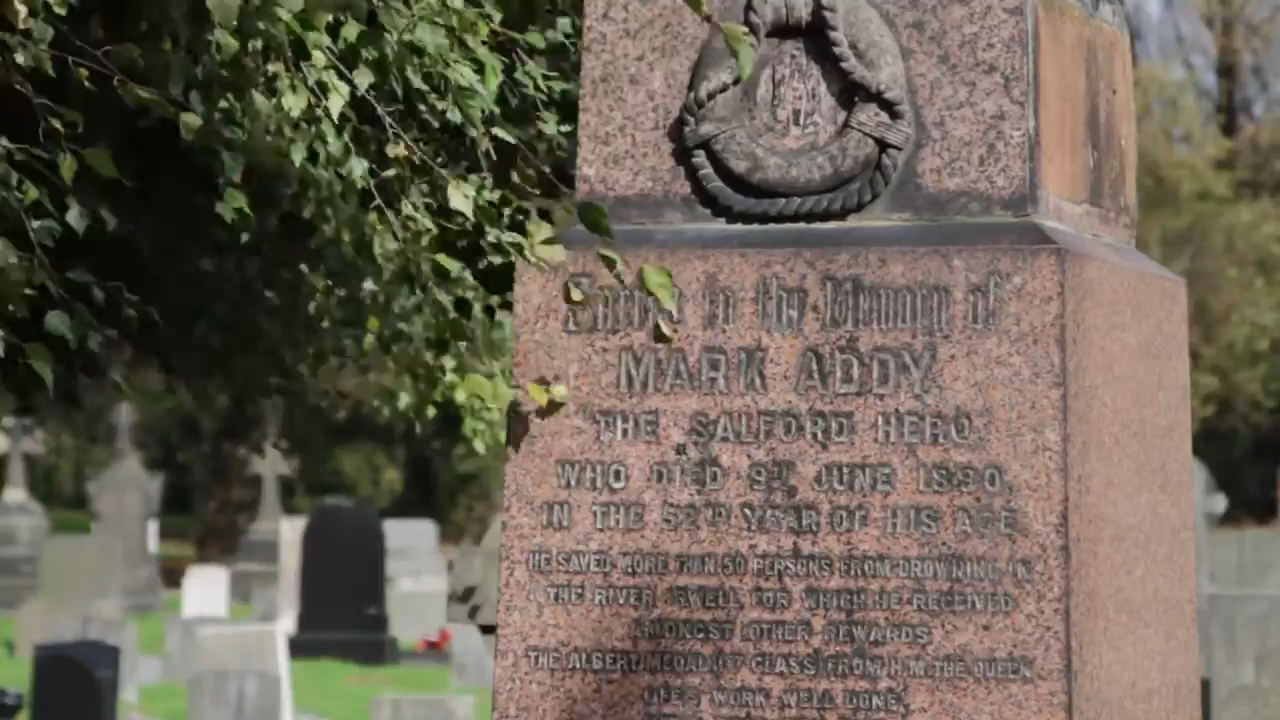 Sacred to the Memory of
MARK ADDY
"THE SALFORD HERO"
WHO DIED 9TH JUNE 1890,
IN THE 52ND YEAR OF HIS AGE
HE SAVED MORE THAN 50 PERSONS FROM DROWNING IN
THE RIVER IRWELL FOR WHICH HE RECEIVED
AMONGST OTHER REWARDS
THE ALBERT MEDAL 1ST CLASS FROM H.M. THE QUEEN
LIFE'S WORK WELL DONE.